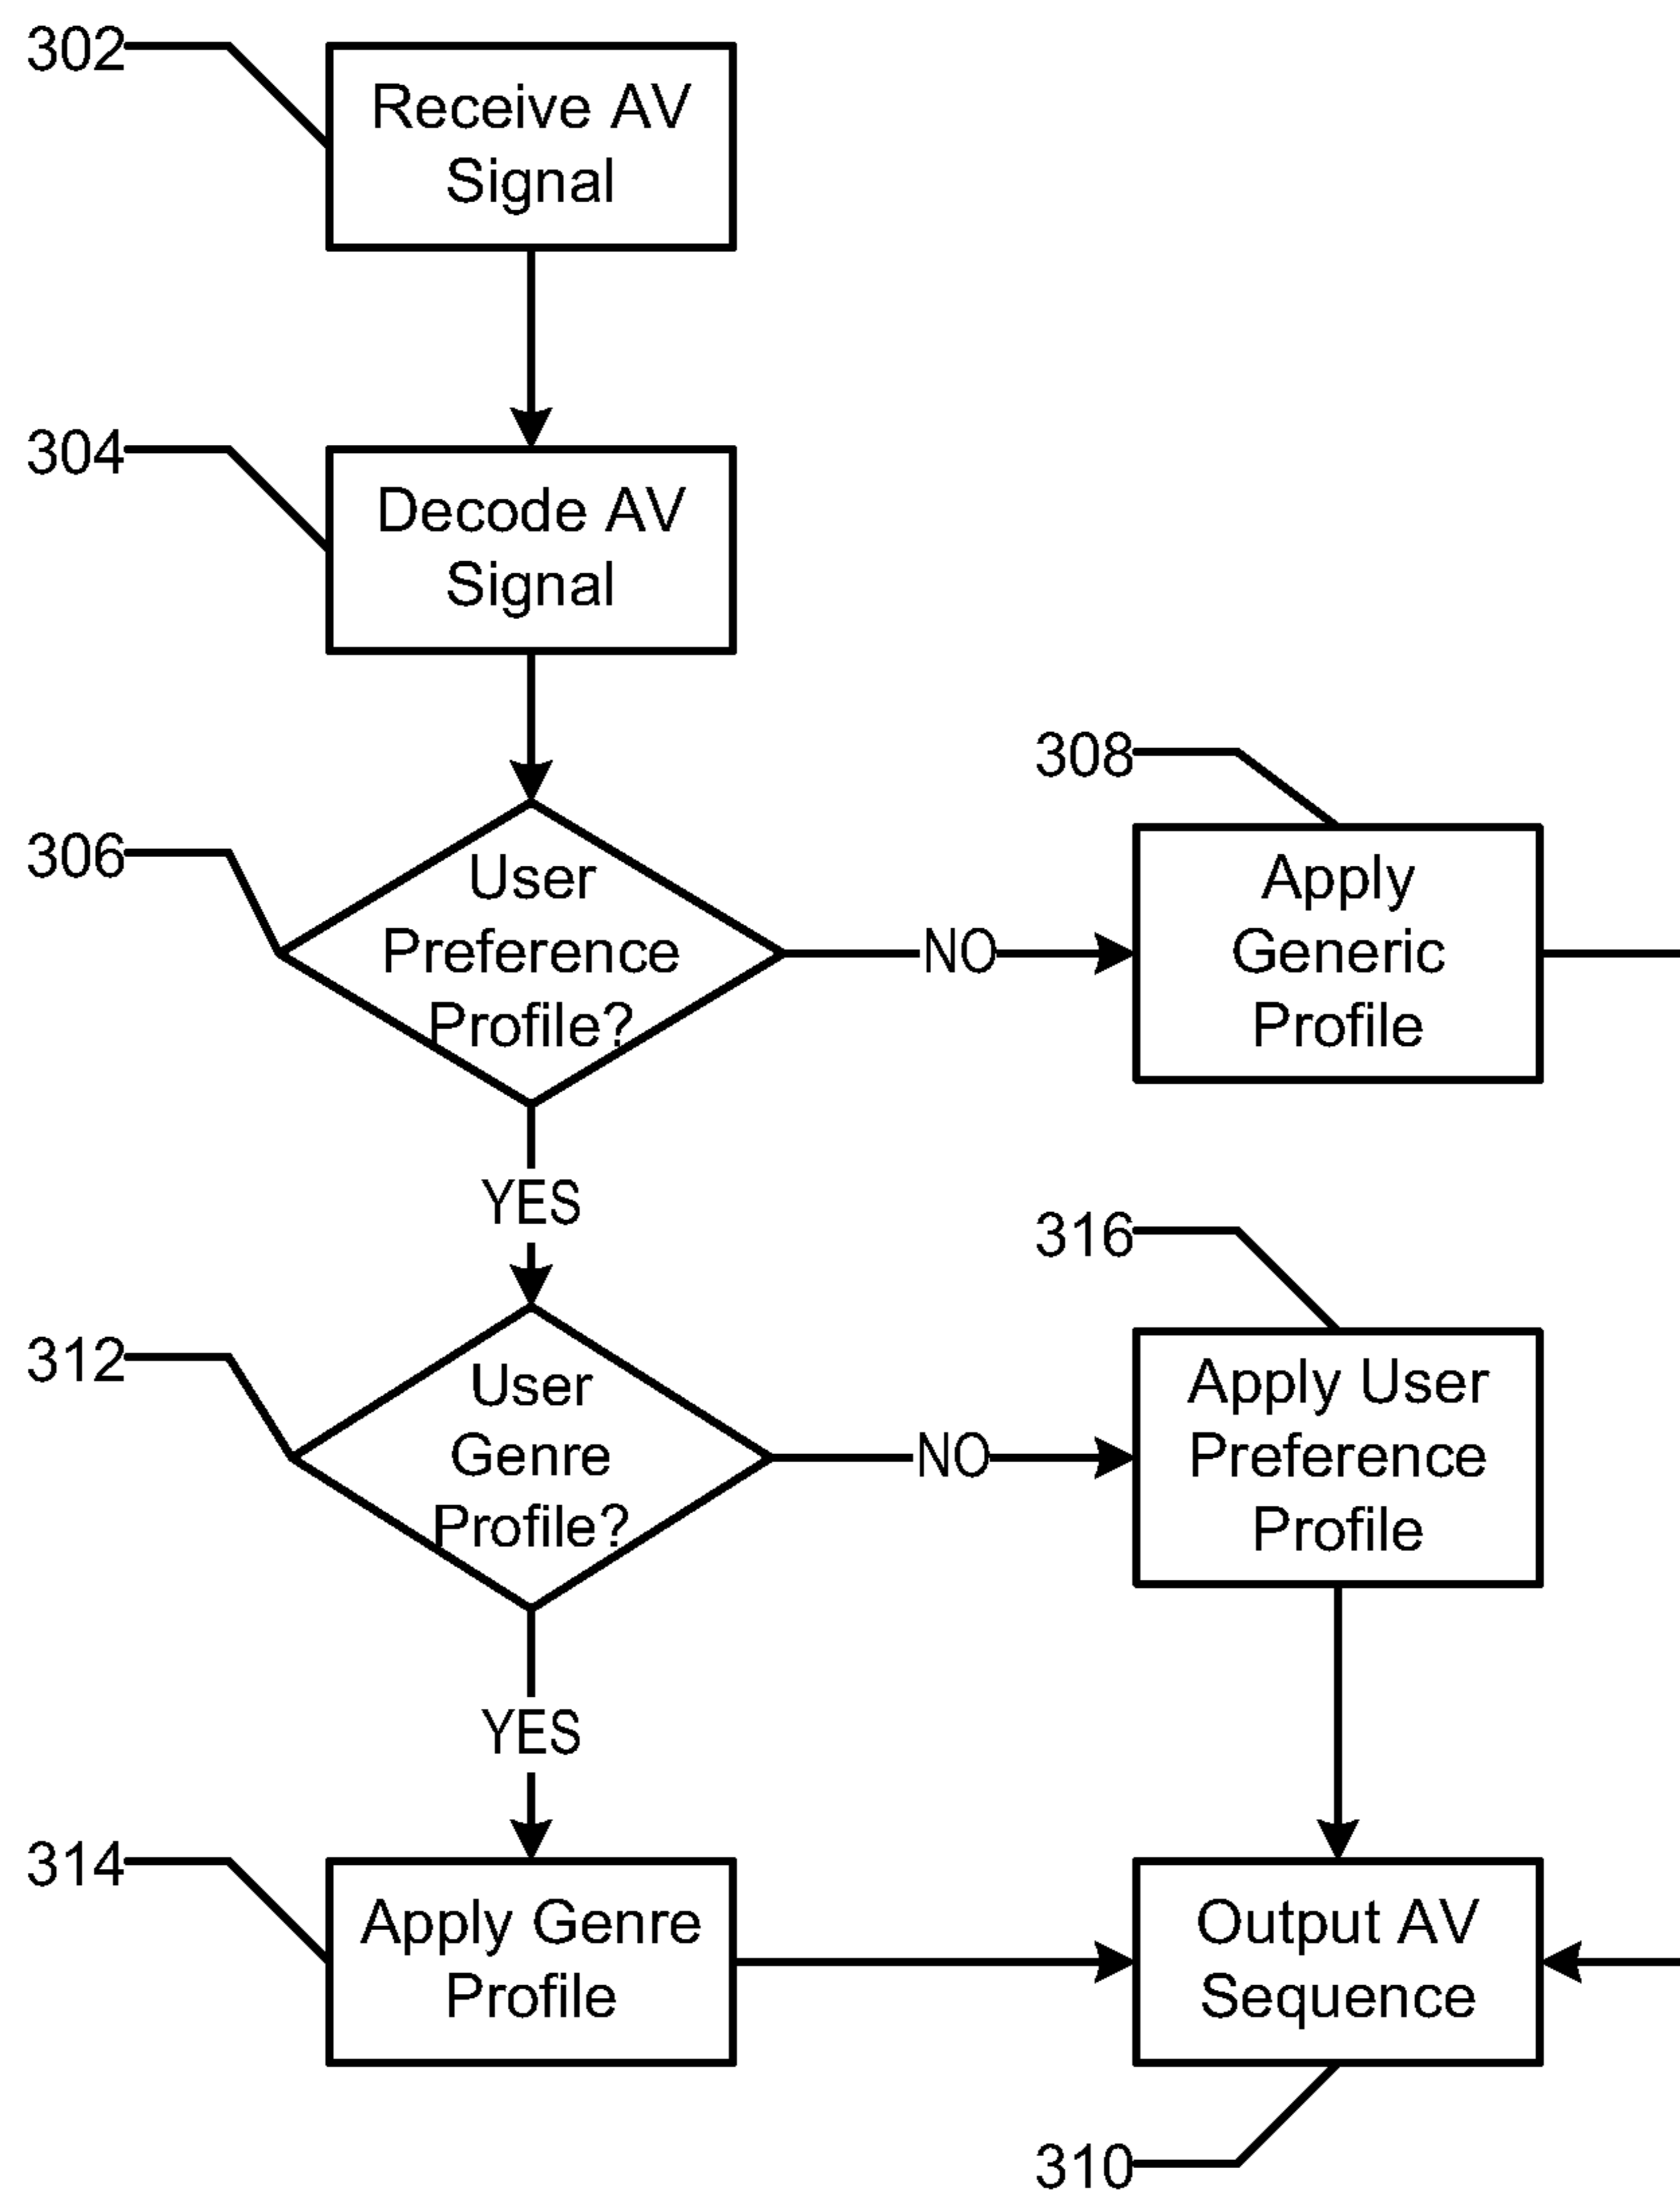 302
Receive AV
Signal
304
Decode AV
Signal
306
User
Preference
Profile?
NO
308
Apply
Generic
Profile
YES
312
User
Genre
Profile?
NO
316
Apply User
Preference
Profile
YES
314
Apply Genre
Profile
Output AV
Sequence
310